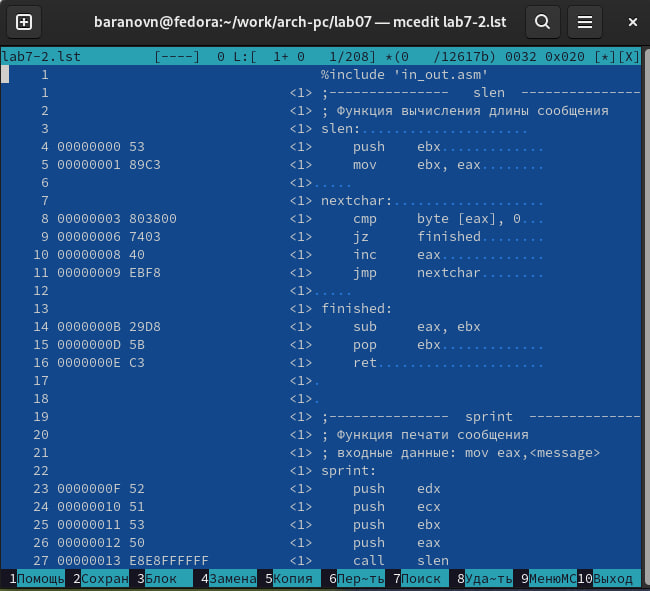 baranovn@fedora:~/work/arch-pc/lab07 — mcedit lab7-2.lst
lab7-2.lst [----] 0 L:[ 1+ 0 1/208] *(0 /12617b) 0032 0x020 [*][X]
1 %include 'in_out.asm'
1 <1> ;--------------- slen ---------------
2 <1> ; Функция вычисления длины сообщения
3 <1> slen:.....................
4 00000000 53 <1> push ebx.............
5 00000001 89C3 <1> mov ebx, eax........
6 <1>.....
7 <1> nextchar:...................
8 00000003 803800 <1> cmp byte [eax], 0...
9 00000006 7403 <1> jz finished........
10 00000008 40 <1> inc eax.............
11 00000009 EBF8 <1> jmp nextchar........
12 <1>.....
13 <1> finished:
14 0000000B 29D8 <1> sub eax, ebx
15 0000000D 5B <1> pop ebx.............
16 0000000E C3 <1> ret.....................
17 <1>.
18 <1>.
19 <1> ;--------------- sprint --------------
20 <1> ; Функция печати сообщения
21 <1> ; входные данные: mov eax,<message>
22 <1> sprint:
23 0000000F 52 <1> push edx
24 00000010 51 <1> push ecx
25 00000011 53 <1> push ebx
26 00000012 50 <1> push eax
27 00000013 E8E8FFFFFF <1> call slen
1Помощь 2Сохран 3Блок 4Замена 5Копия 6Пер~ть 7Поиск 8Уда~ть 9МенюМС 10Выход